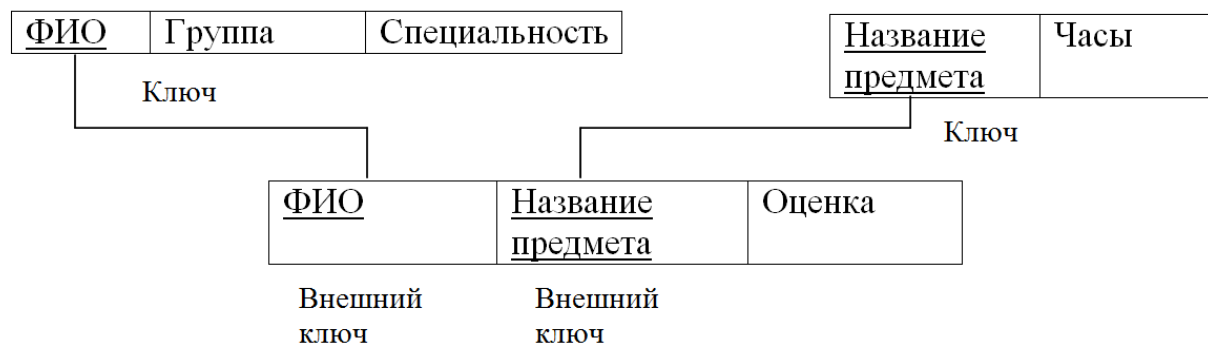 ФИО Группа Специальность
Название Часы
предмета
Ключ
Ключ
ФИО Название Оценка
предмета
Внешний Внешний
ключ ключ